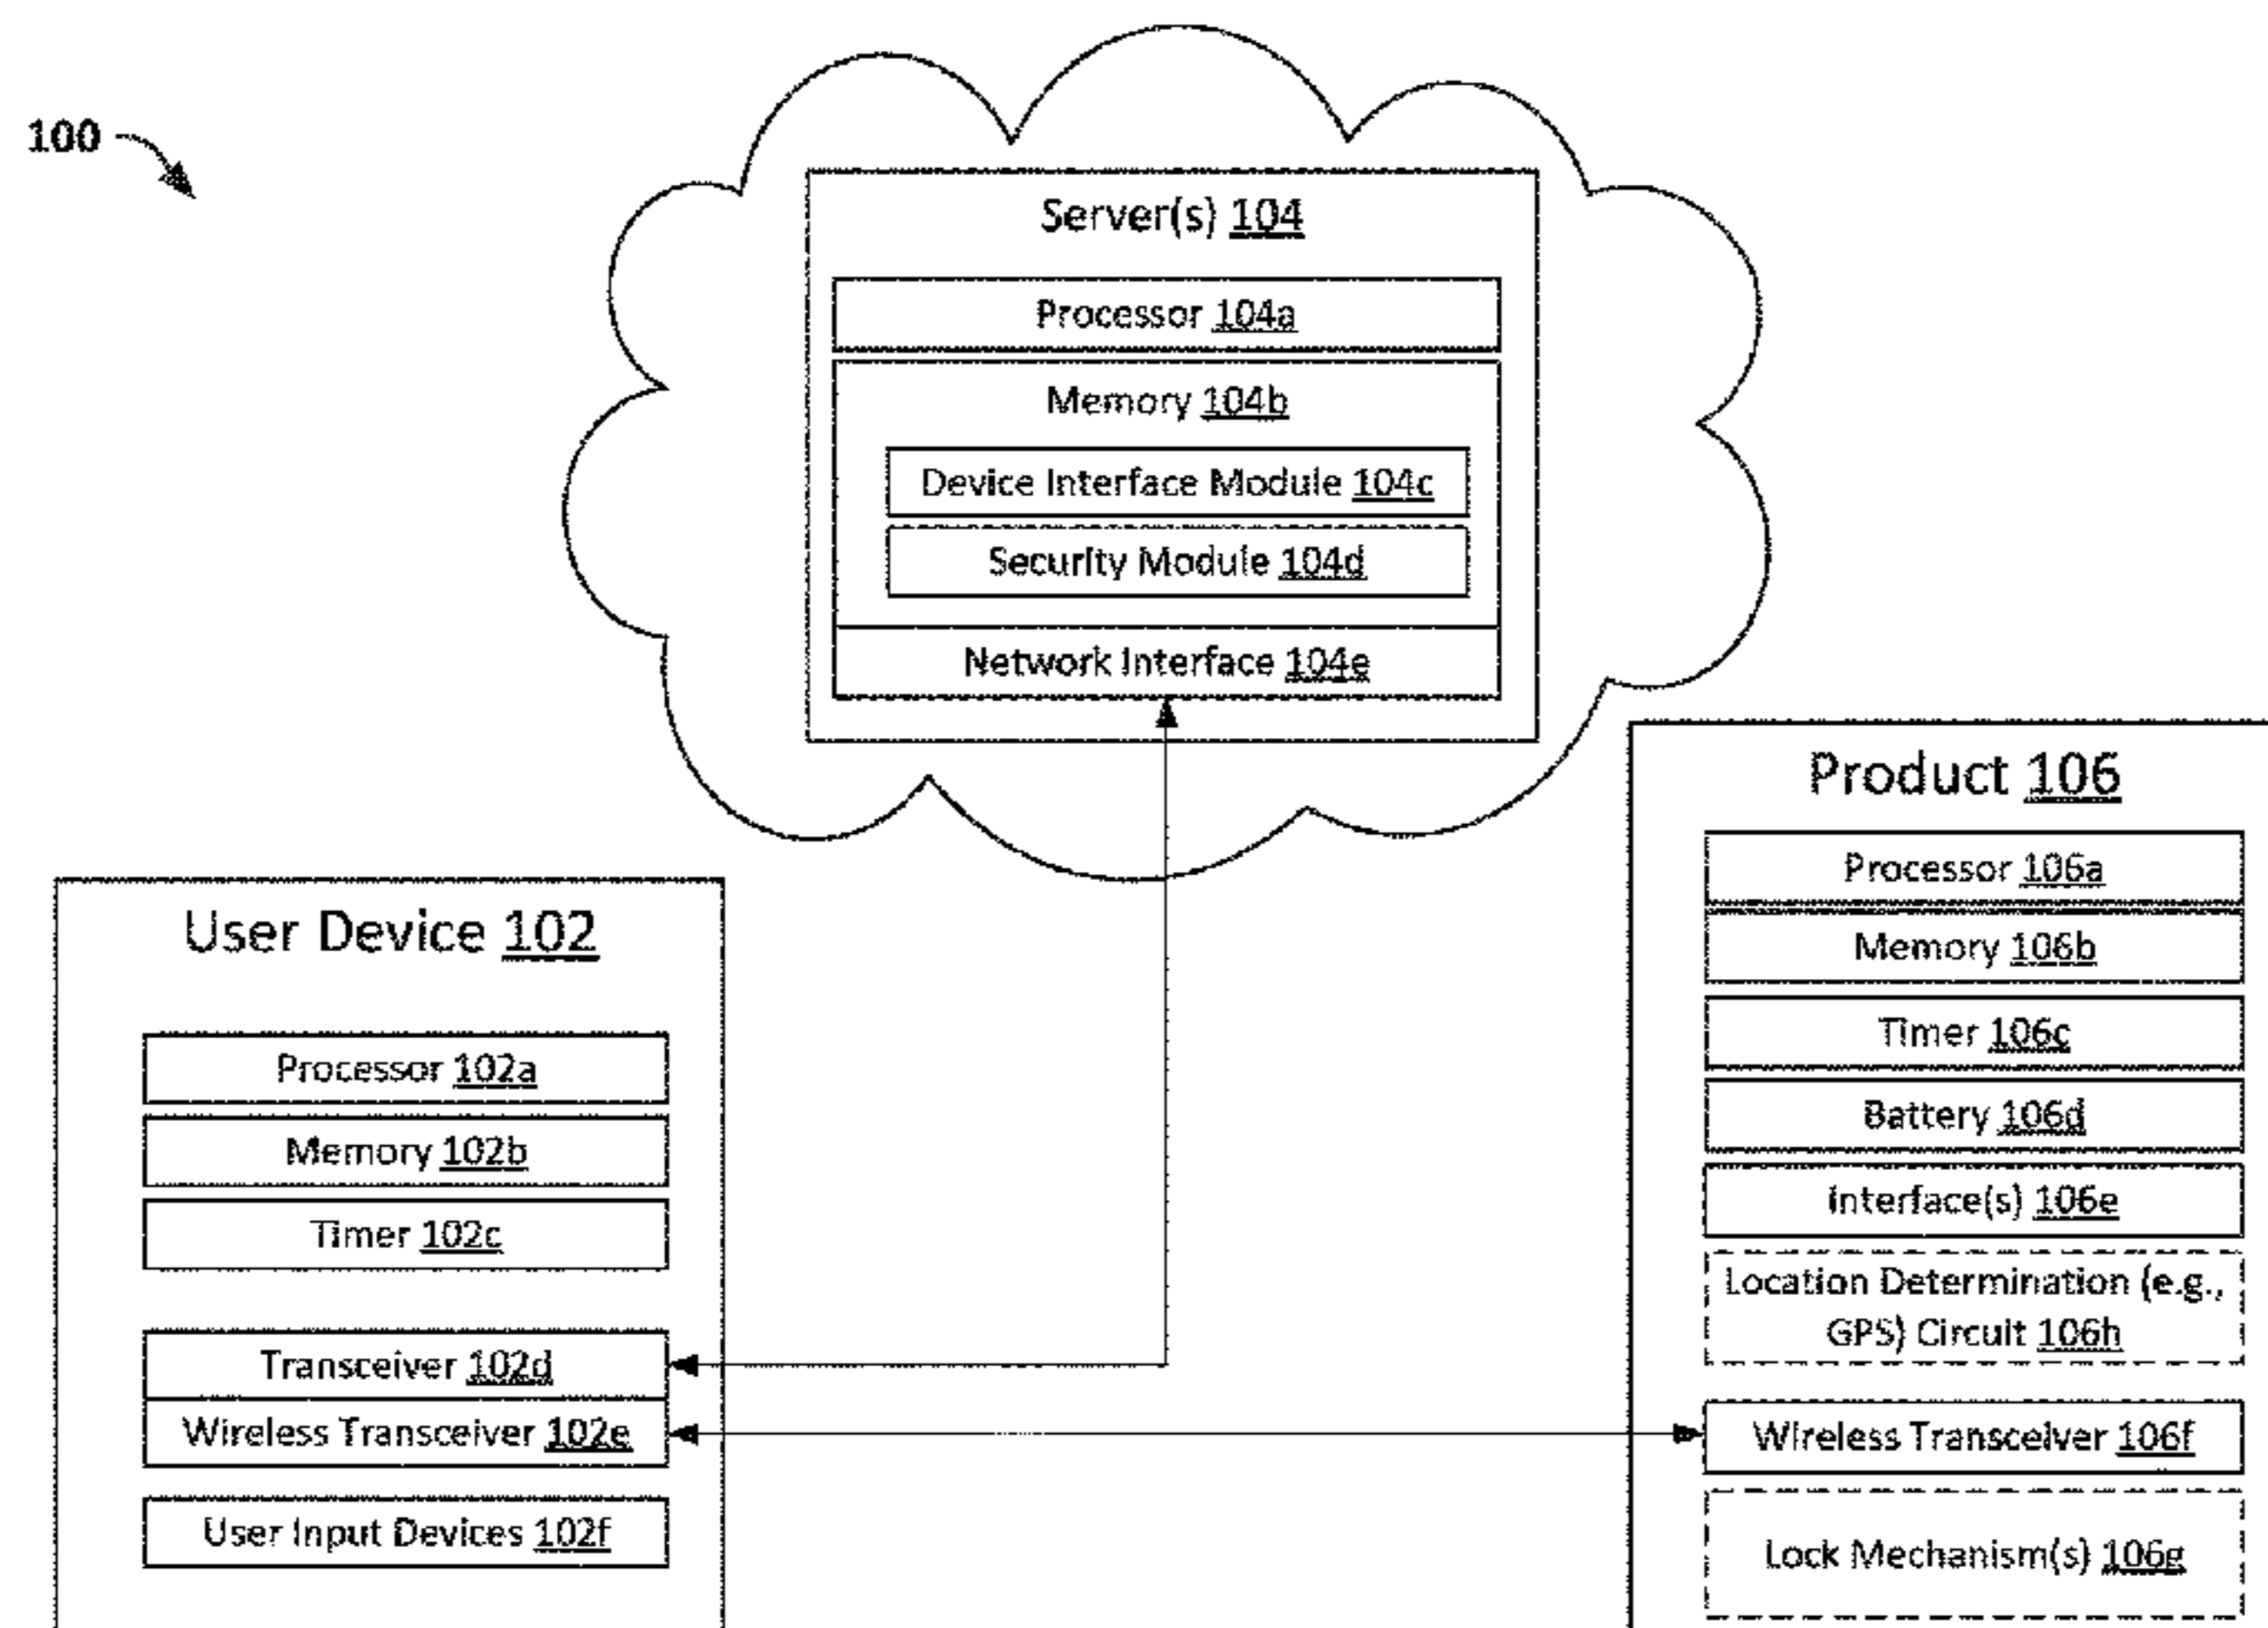 100
Server(s) 104
Processor 104a
Memory 104b
Device Interface Module 104c
Security Module 104d
Network Interface 104e
User Device 102
Processor 102a
Memory 102b
Timer 102c
Transceiver 102d
Wireless Transceiver 102e
User Input Devices 102f
Product 106
Processor 106a
Memory 106b
Timer 106c
Battery 106d
Interface(s) 106e
Location Determination (e.g.,
GPS) Circuit 106h
Wireless Transceiver 106f
Lock Mechanism(s) 106g